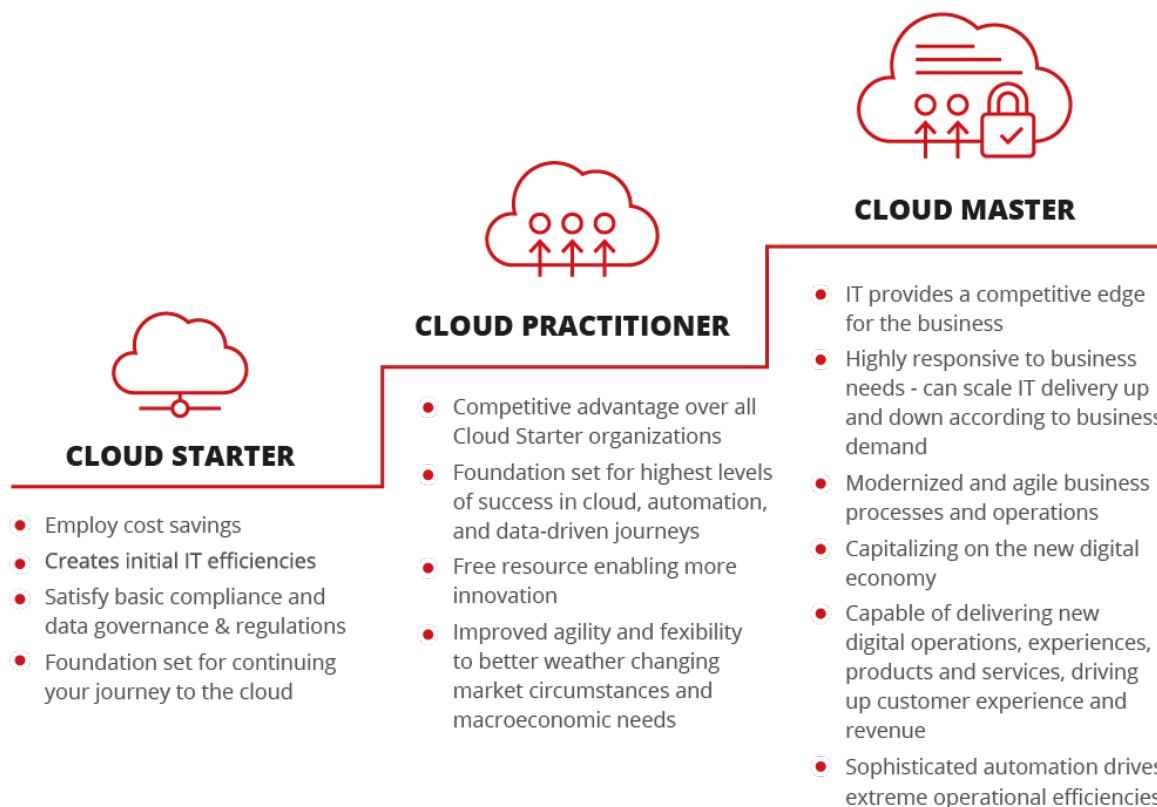 CLOUD STARTER
Employ cost savings
Creates initial IT efficiencies
Satisfy basic compliance and
data governance & regulations
Foundation set for continuing
your journey to the cloud
CLOUD PRACTITIONER
Competitive advantage over all
Cloud Starter organizations
Foundation set for highest levels
of success in cloud, automation,
and data-driven journeys
Free resource enabling more
innovation
Improved agility and fexibility
to better weather changing
market circumstances and
macroeconomic needs
CLOUD MASTER
IT provides a competitive edge
for the business
Highly responsive to business
needs - can scale IT delivery up
and down according to business
demand
Modernized and agile business
processes and operations
Capitalizing on the new digital
economy
Capable of delivering new
digital operations, experiences,
products and services, driving
up customer experience and
revenue
Sophisticated automation drives
extreme operational efficiencies